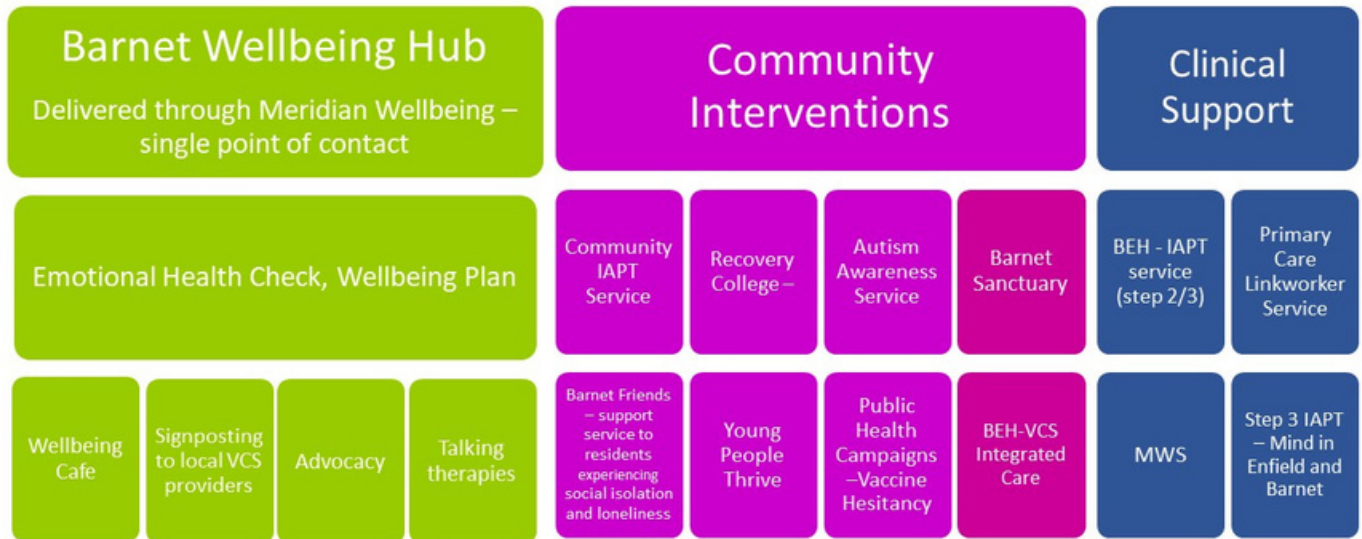 Barnet Wellbeing Hub
Delivered through Meridian Wellbeing –
single point of contact
Community
Interventions
Clinical
Support
Emotional Health Check, Wellbeing Plan
Community
IAPT
Service
Recovery
College –
Autism
Awareness
Service
Barnet
Sanctuary
BEH - IAPT
service
(step 2/3)
Primary
Care
Linkworker
Service
Wellbeing
Cafe
Signposting
to local VCS
providers
Advocacy
Talking
therapies
Barnet Friends
– support
service to
residents
experiencing
social isolation
and loneliness
Young
People
Thrive
Public
Health
Campaigns
–Vaccine
Hesitancy
BEH-VCS
Integrated
Care
MWS
Step 3 IAPT
– Mind in
Enfield and
Barnet